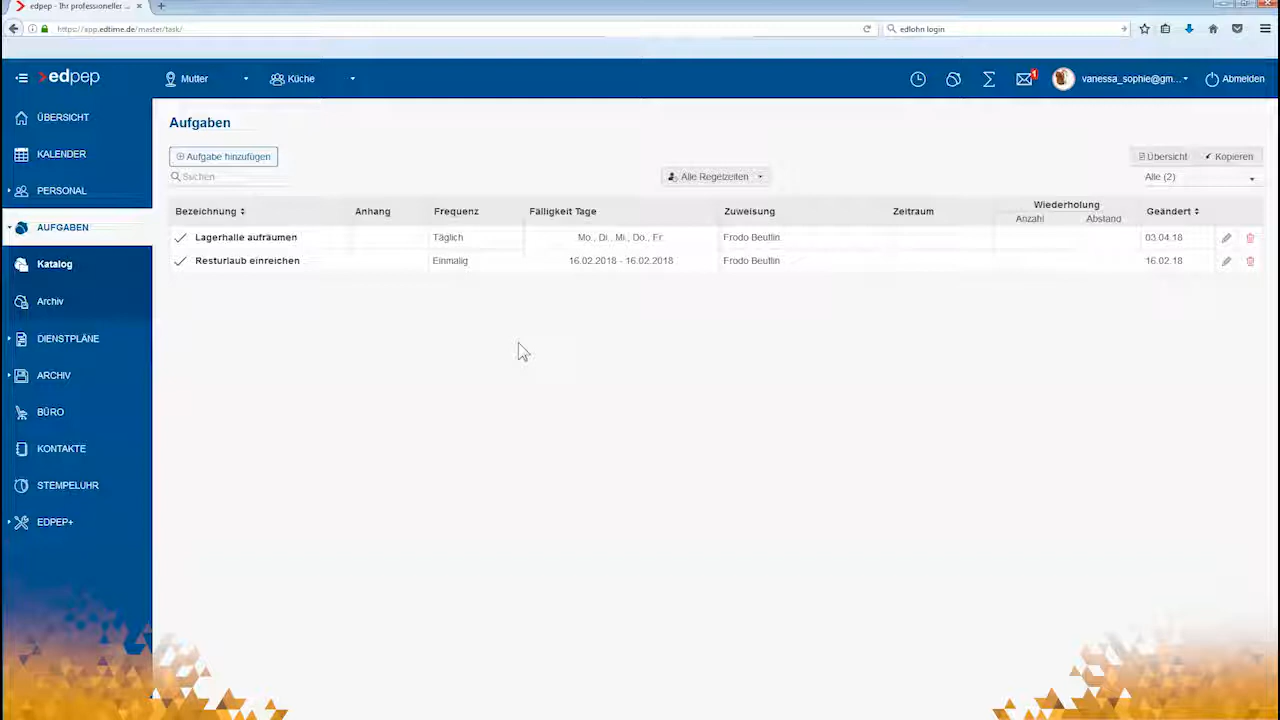 edpep - Ihr professioneller ...
https://app.edtime.de/master/task/
edlohn login
edpep
Mutter
Küche
1
vanessa_sophie@gm...
Abmelden
ÜBERSICHT
KALENDER
PERSONAL
AUFGABEN
Katalog
Archiv
DIENSTPLÄNE
ARCHIV
BÜRO
KONTAKTE
STEMPELUHR
EDPEP+
Aufgaben
Aufgabe hinzufügen
Übersicht
Kopieren
Suchen
Alle Regelzeiten
Alle (2)
Bezeichnung Anhang Frequenz Fälligkeit Tage Zuweisung Zeitraum Wiederholung Geändert
Anzahl Abstand
Lagerhalle aufräumen Täglich Mo., Di., Mi., Do., Fr. Frodo Beutlin 03.04.18
Resturlaub einreichen Einmalig 16.02.2018 - 16.02.2018 Frodo Beutlin 16.02.18